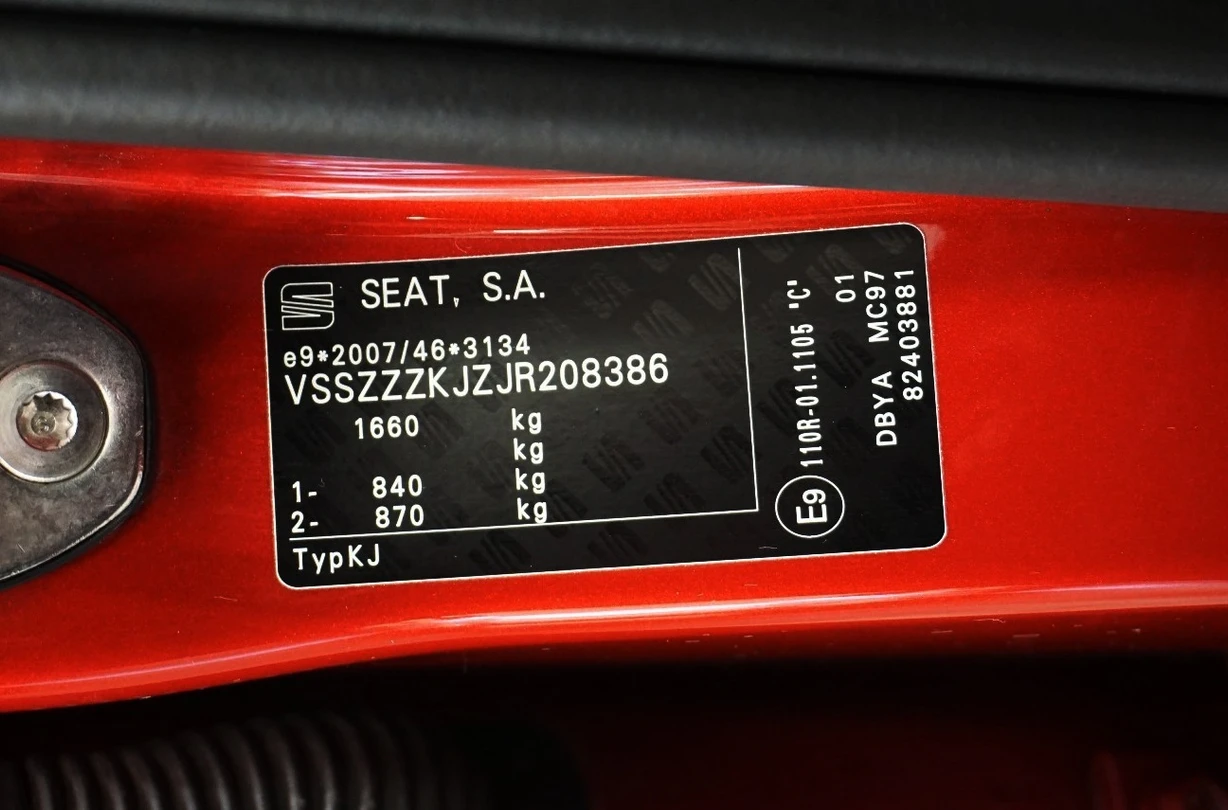 SEAT, S.A.
e9*2007/46*3134
VSSZZZKJZJR208386
1660 kg
kg
1- 840 kg
2- 870 kg
TypKJ
E9 110R-01.1105 "C"
01
DBYA MC97
82403881